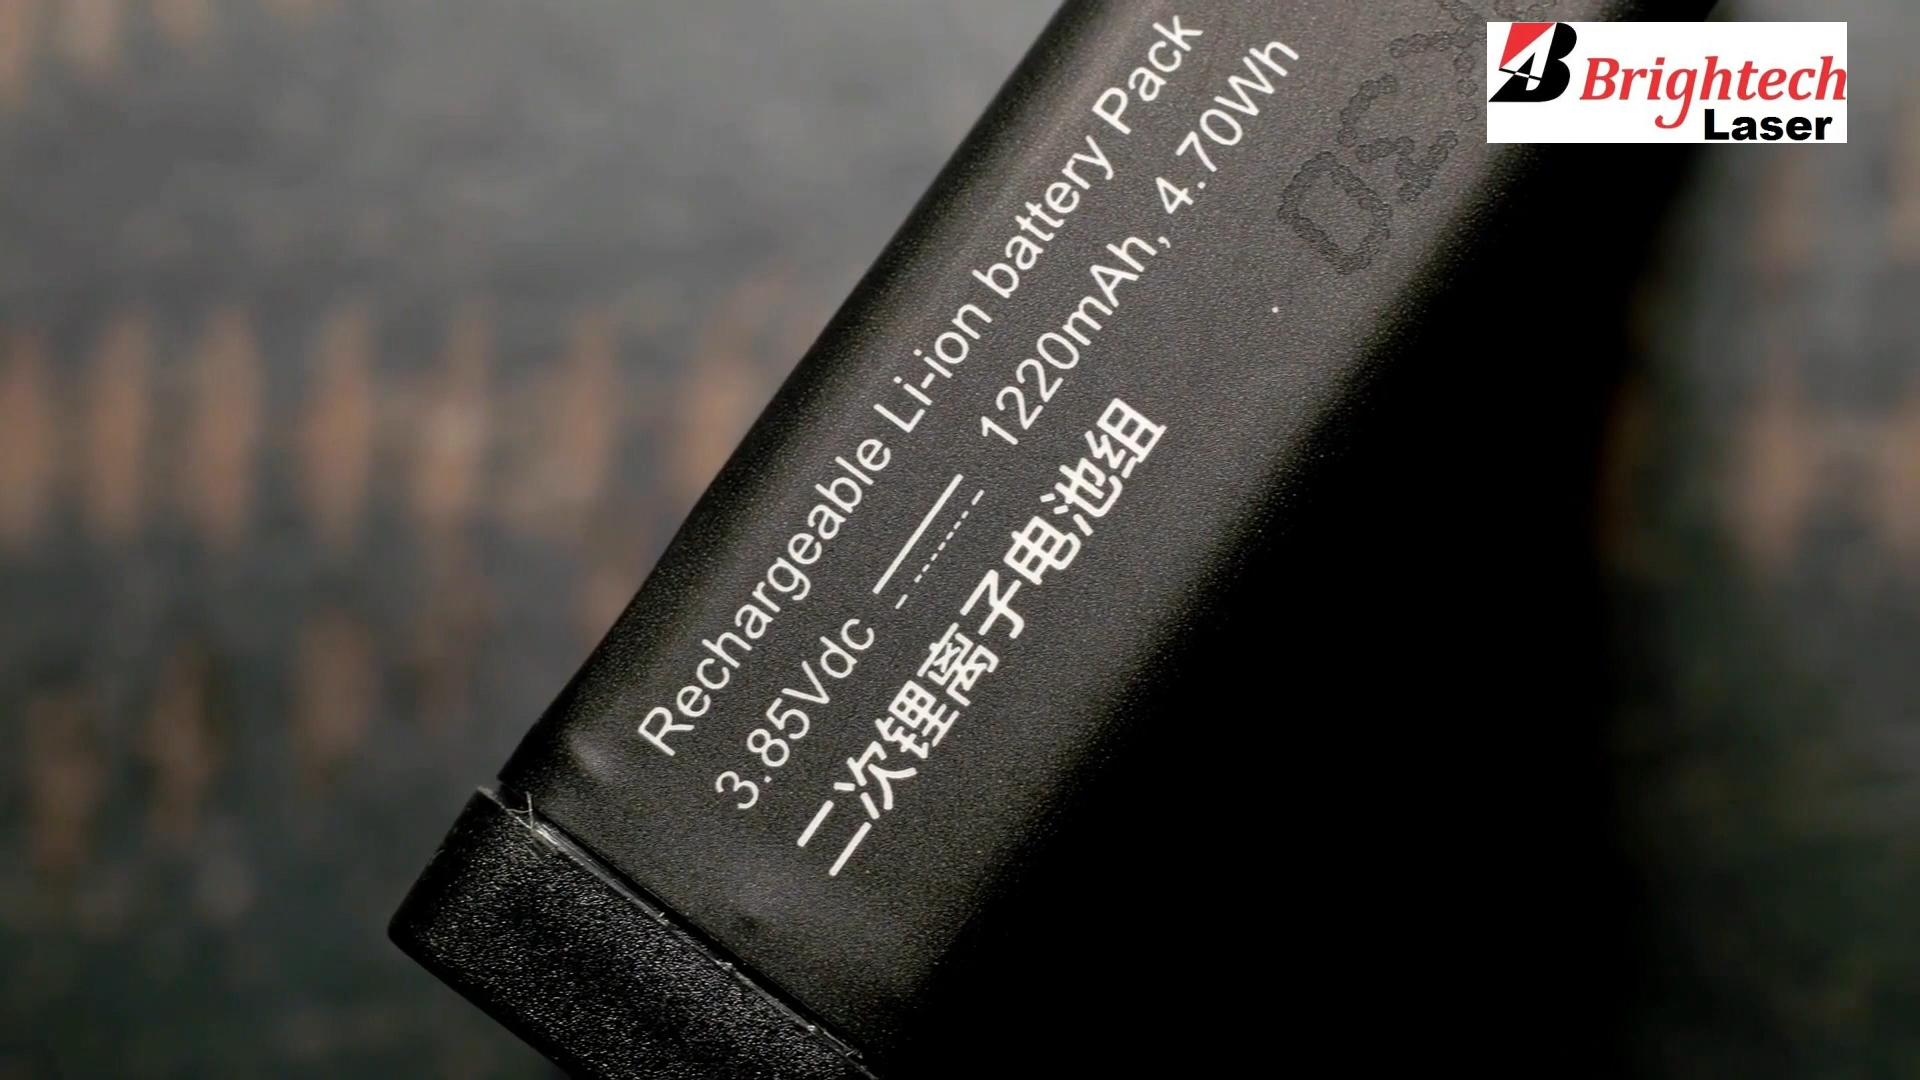 Brightech
Laser
Rechargeable Li-ion battery Pack
3.85Vdc 1220mAh, 4.70Wh
二次锂离子电池组